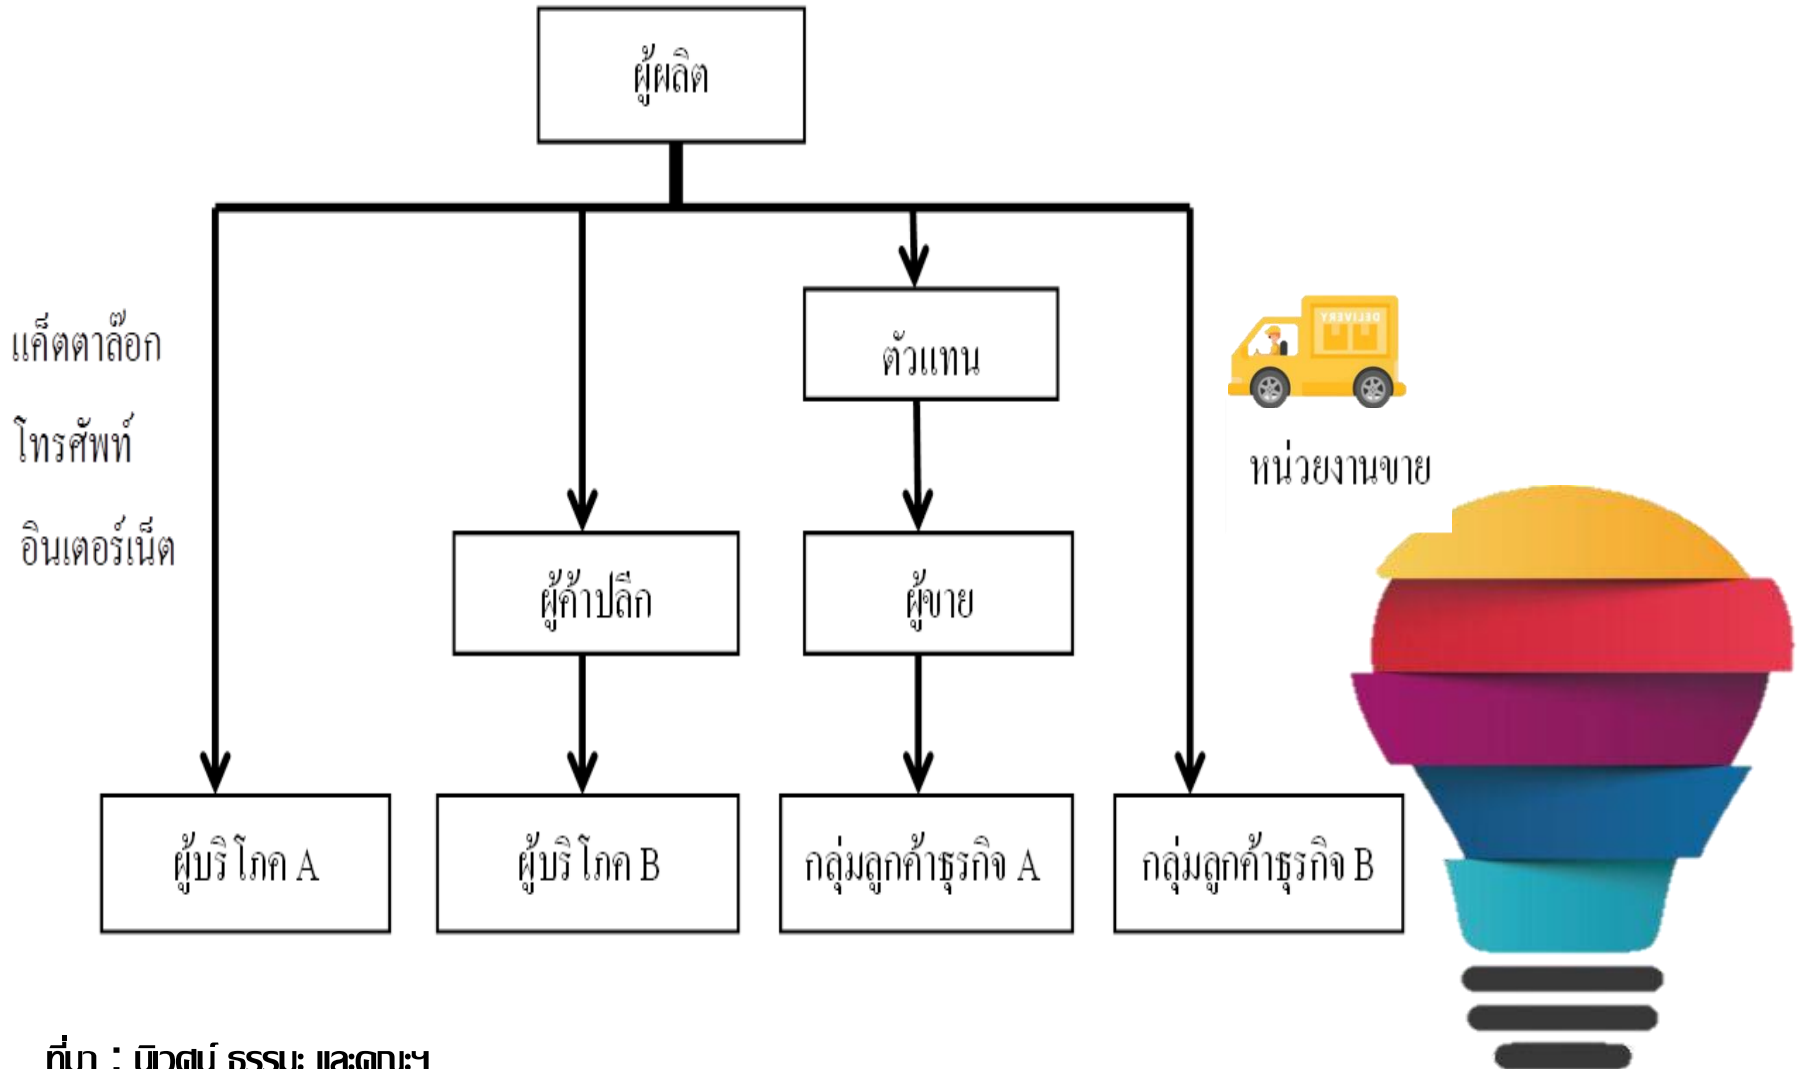 ผู้ผลิต
ตัวแทน
DELIVERY
แค็ตตาล๊อก
โทรศัพท์
หน่วยงานขาย
อินเตอร์เน็ต
ผู้ค้าปลีก
ผู้ขาย
ผู้บริโภค A
ผู้บริโภค B
กลุ่มลูกค้าธุรกิจ A
กลุ่มลูกค้าธุรกิจ B
ที่มา : นิเวศน์ ธรรมะ และคณะฯ